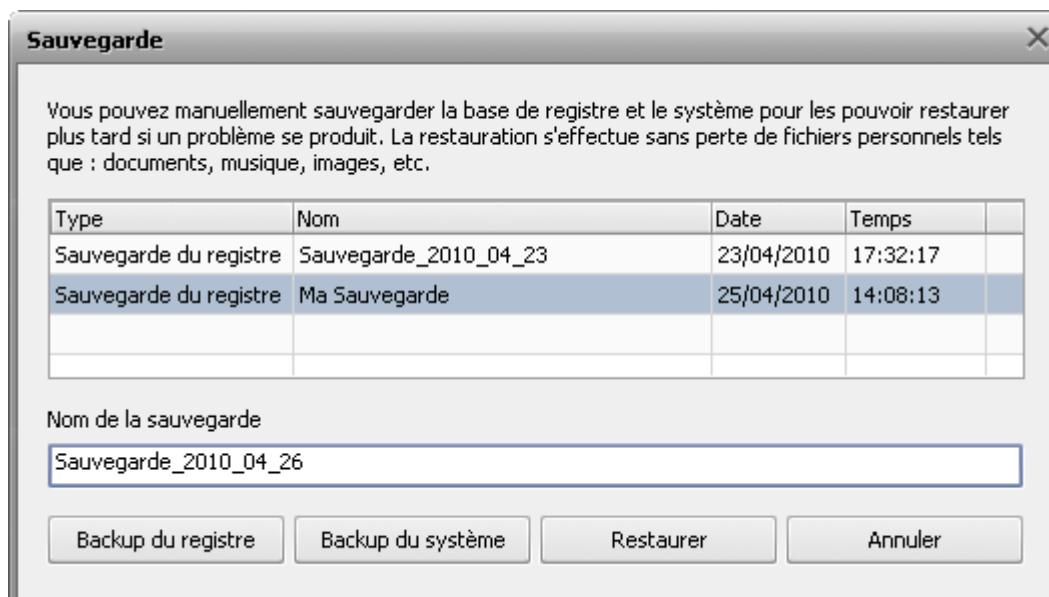 Sauvegarde
Vous pouvez manuellement sauvegarder la base de registre et le système pour les pouvoir restaurer
plus tard si un problème se produit. La restauration s'effectue sans perte de fichiers personnels tels
que : documents, musique, images, etc.
Type Nom Date Temps
Sauvegarde du registre Sauvegarde_2010_04_23 23/04/2010 17:32:17
Sauvegarde du registre Ma Sauvegarde 25/04/2010 14:08:13
Nom de la sauvegarde
Sauvegarde_2010_04_26
Backup du registre Backup du système Restaurer Annuler